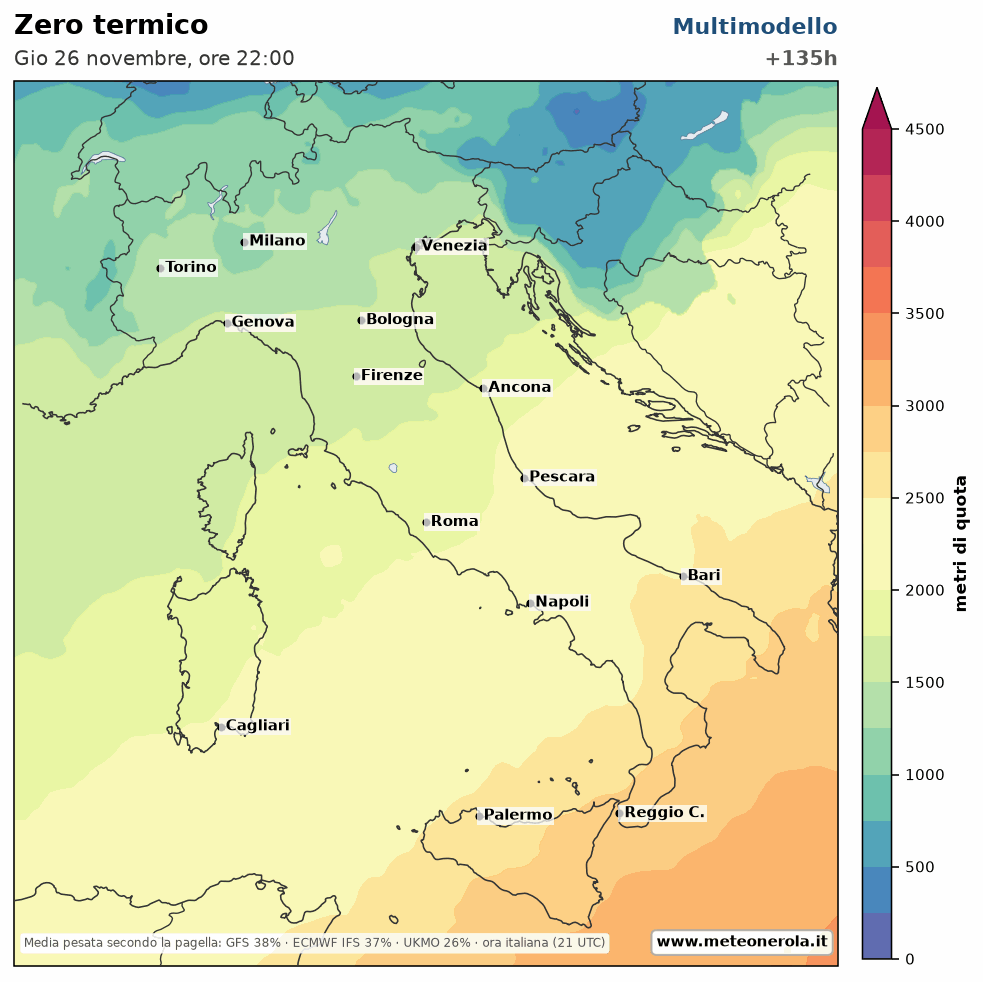 Zero termico
Multimodello
Gio 26 novembre, ore 22:00
+135h
4500
4000
3500
3000
2500
2000
1500
1000
500
0
metri di quota
Milano
Venezia
Torino
Genova
Bologna
Firenze
Ancona
Pescara
Roma
Bari
Napoli
Cagliari
Palermo
Reggio C.
Media pesata secondo la pagella: GFS 38% · ECMWF IFS 37% · UKMO 26% · ora italiana (21 UTC)
www.meteonerola.it